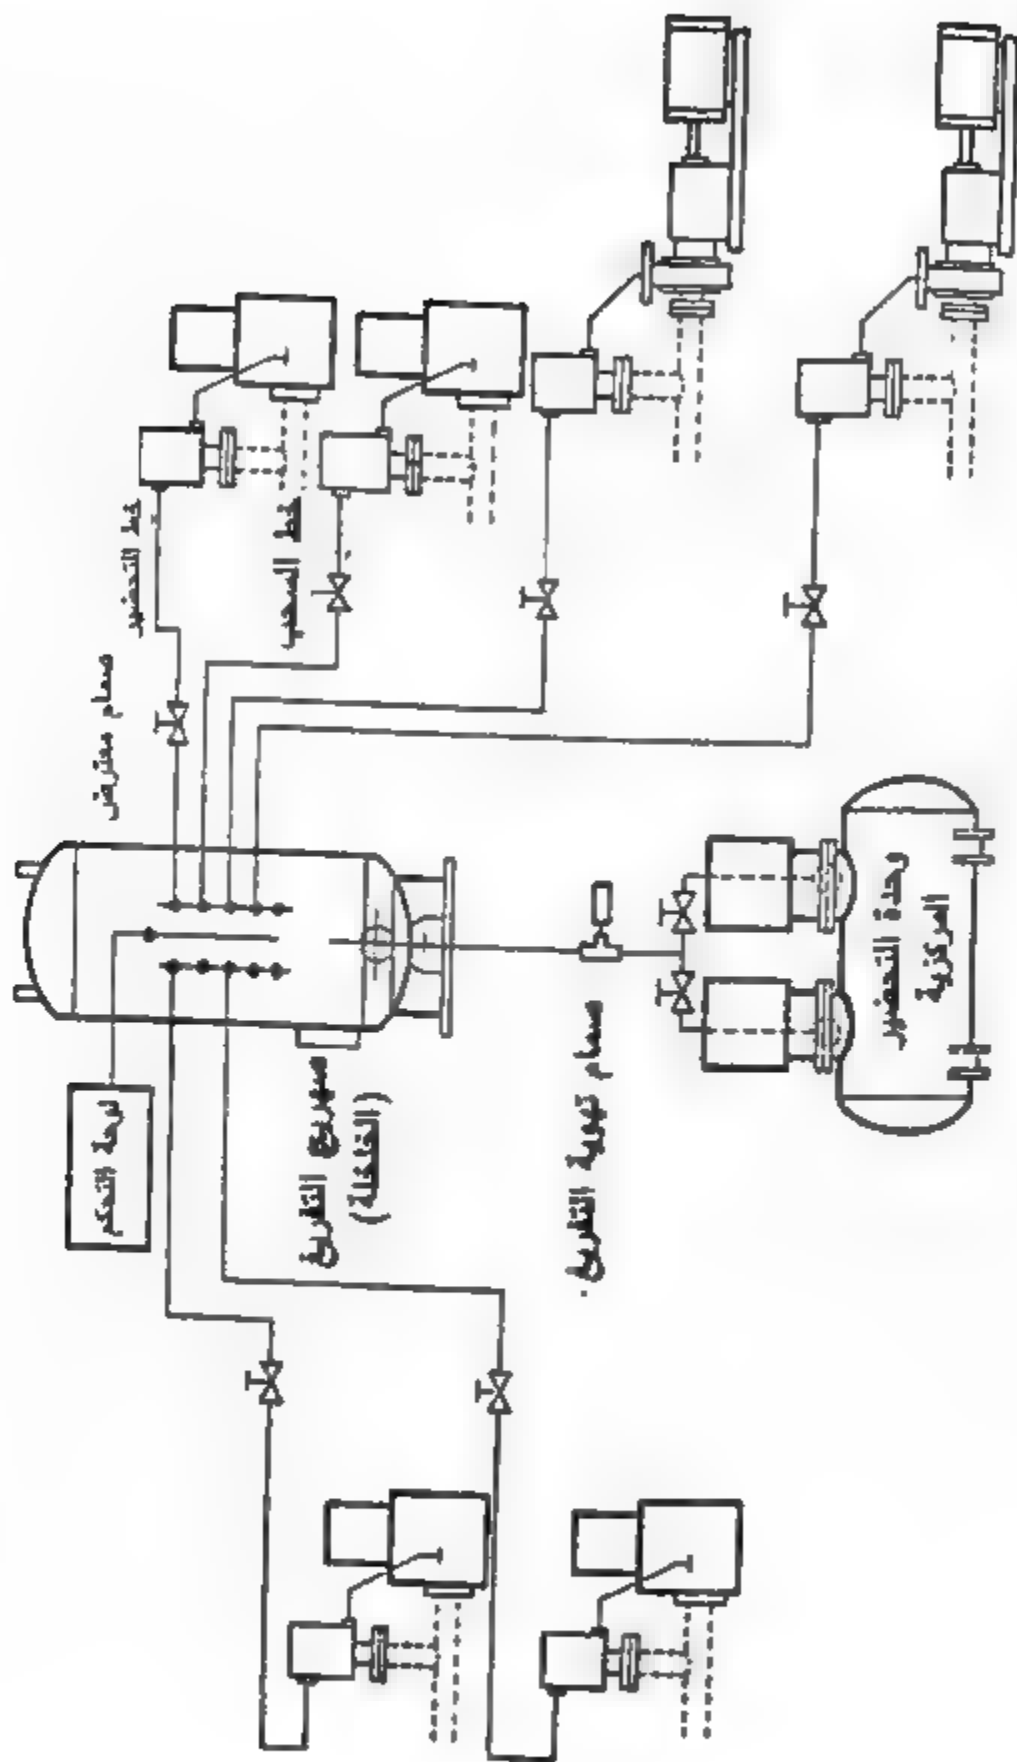 خط التحضير
خط السحب
صمام معترض
لوحة التحكم
صهريج التفريغ
(الخلخلة)
صمام تهوية التفريغ.
وحدة التحضير
المركزية